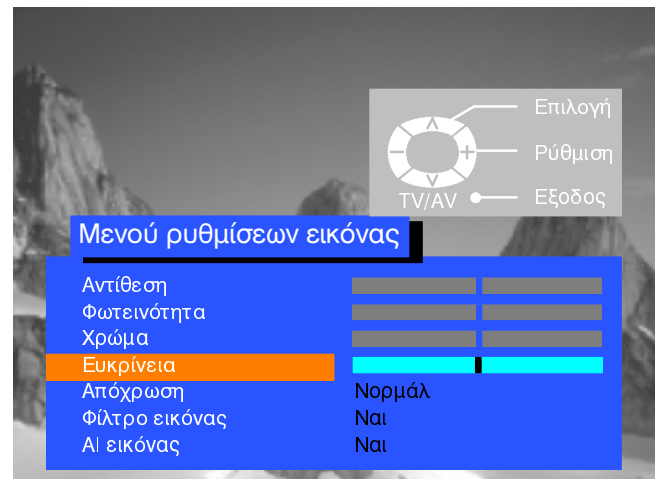 Επιλογή
Ρύθμιση
TV/AV Εξοδος
Μενού ρυθμίσεων εικόνας
Αντίθεση
Φωτεινότητα
Χρώμα
Ευκρίνεια
Απόχρωση Νορμάλ
Φίλτρο εικόνας Ναι
AI εικόνας Ναι